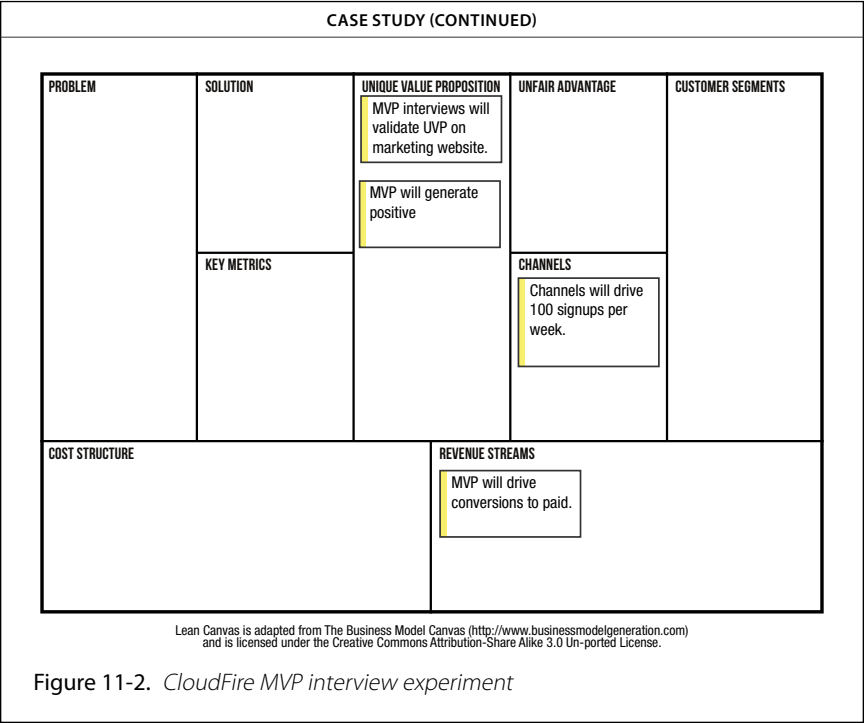 CASE STUDY (CONTINUED)
PROBLEM
SOLUTION
UNIQUE VALUE PROPOSITION
MVP interviews will
validate UVP on
marketing website.
MVP will generate
positive
UNFAIR ADVANTAGE
CUSTOMER SEGMENTS
KEY METRICS
CHANNELS
Channels will drive
100 signups per
week.
COST STRUCTURE
REVENUE STREAMS
MVP will drive
conversions to paid.
Lean Canvas is adapted from The Business Model Canvas (http://www.businessmodelgeneration.com)
and is licensed under the Creative Commons Attribution-Share Alike 3.0 Un-ported License.
Figure 11-2. CloudFire MVP interview experiment